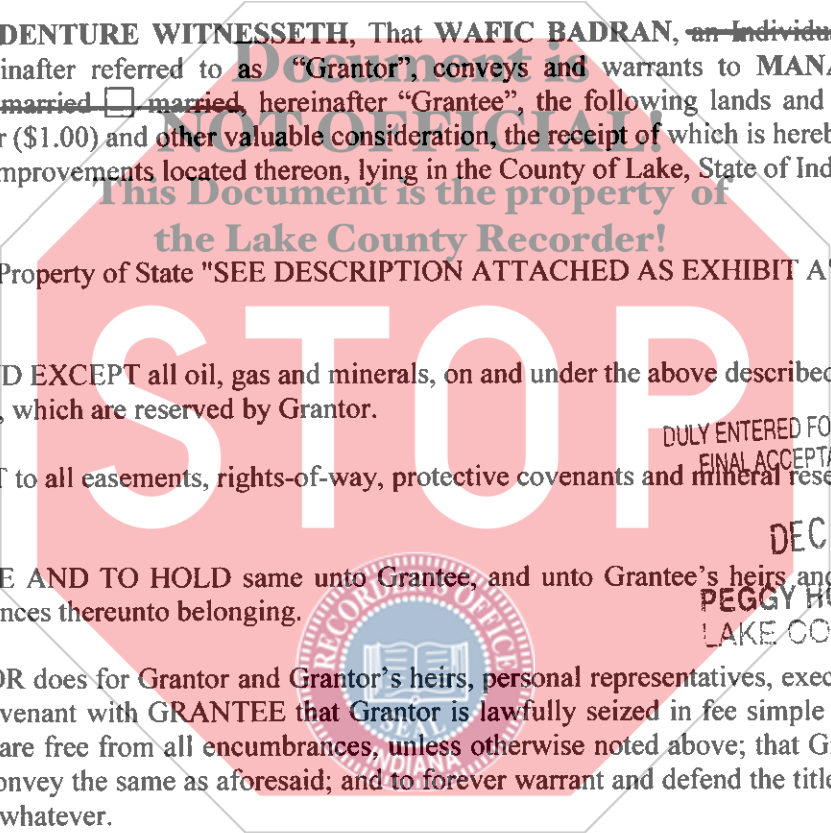 DENTURE WITNESSETH, That WAFIC BADRAN, an Individu
inafter referred to as "Grantor", conveys and warrants to MANA
Document is
married married, hereinafter "Grantee", the following lands and
NOT OFFICIAL!
r ($1.00) and other valuable consideration, the receipt of which is hereb
mprovements located thereon, lying in the County of Lake, State of Ind
This Document is the property of
the Lake County Recorder!
Property of State "SEE DESCRIPTION ATTACHED AS EXHIBIT A"
STOP
D EXCEPT all oil, gas and minerals, on and under the above described
, which are reserved by Grantor.
DULY ENTERED FO
FINAL ACCEPTA
T to all easements, rights-of-way, protective covenants and mineral rese
DEC
E AND TO HOLD same unto Grantee, and unto Grantee's heirs and
PEGGY HO
nces thereunto belonging.
LAKE CO
RECORDER'S OFFICE
SEAL
INDIANA
OR does for Grantor and Grantor's heirs, personal representatives, exec
venant with GRANTEE that Grantor is lawfully seized in fee simple
are free from all encumbrances, unless otherwise noted above; that G
onvey the same as aforesaid; and to forever warrant and defend the title
whatever.